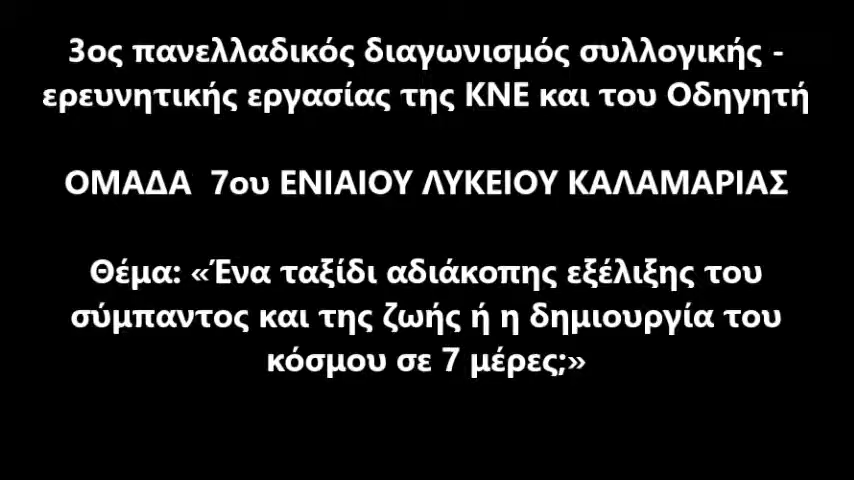 3ος πανελλαδικός διαγωνισμός συλλογικής -
ερευνητικής εργασίας της ΚΝΕ και του Οδηγητή
ΟΜΑΔΑ 7ου ΕΝΙΑΙΟΥ ΛΥΚΕΙΟΥ ΚΑΛΑΜΑΡΙΑΣ
Θέμα: «Ένα ταξίδι αδιάκοπης εξέλιξης του
σύμπαντος και της ζωής ή η δημιουργία του
κόσμου σε 7 μέρες;»